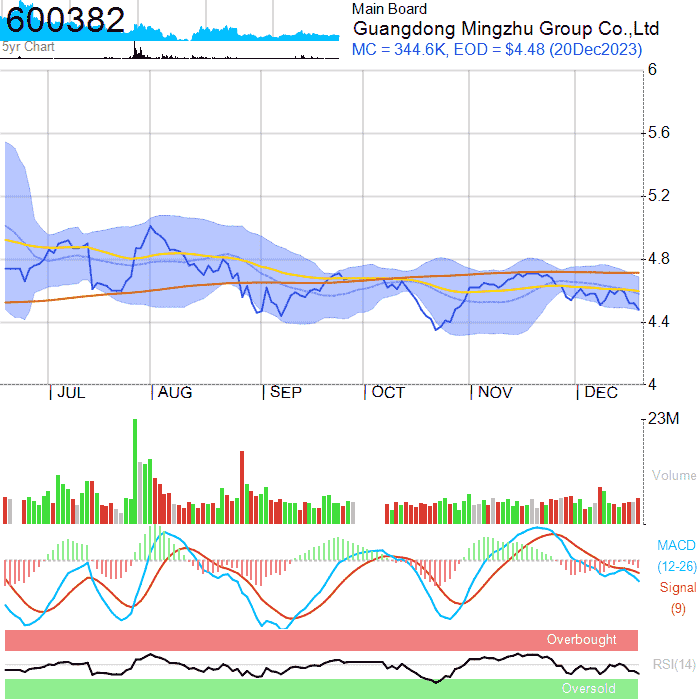 600382
5yr Chart
Main Board
Guangdong Mingzhu Group Co.,Ltd
MC = 344.6K, EOD = $4.48 (20Dec2023)
6
5.6
5.2
4.8
4.4
4
JUL AUG SEP OCT NOV DEC
23M
Volume
MACD
(12-26)
Signal
(9)
Overbought
RSI(14)
Oversold